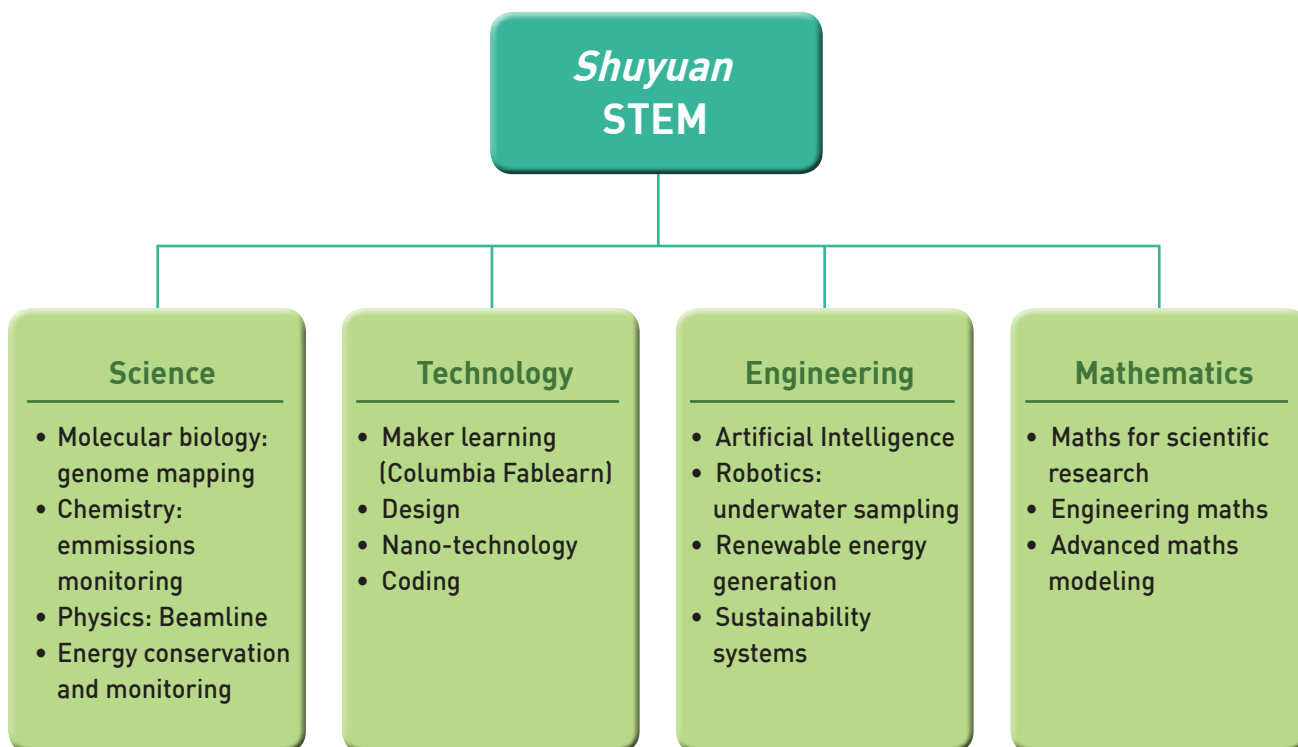 Shuyuan
STEM
Science
• Molecular biology:
genome mapping
• Chemistry:
emmissions
monitoring
• Physics: Beamline
• Energy conservation
and monitoring
Technology
• Maker learning
(Columbia Fablearn)
• Design
• Nano-technology
• Coding
Engineering
• Artificial Intelligence
• Robotics:
underwater sampling
• Renewable energy
generation
• Sustainability
systems
Mathematics
• Maths for scientific
research
• Engineering maths
• Advanced maths
modeling